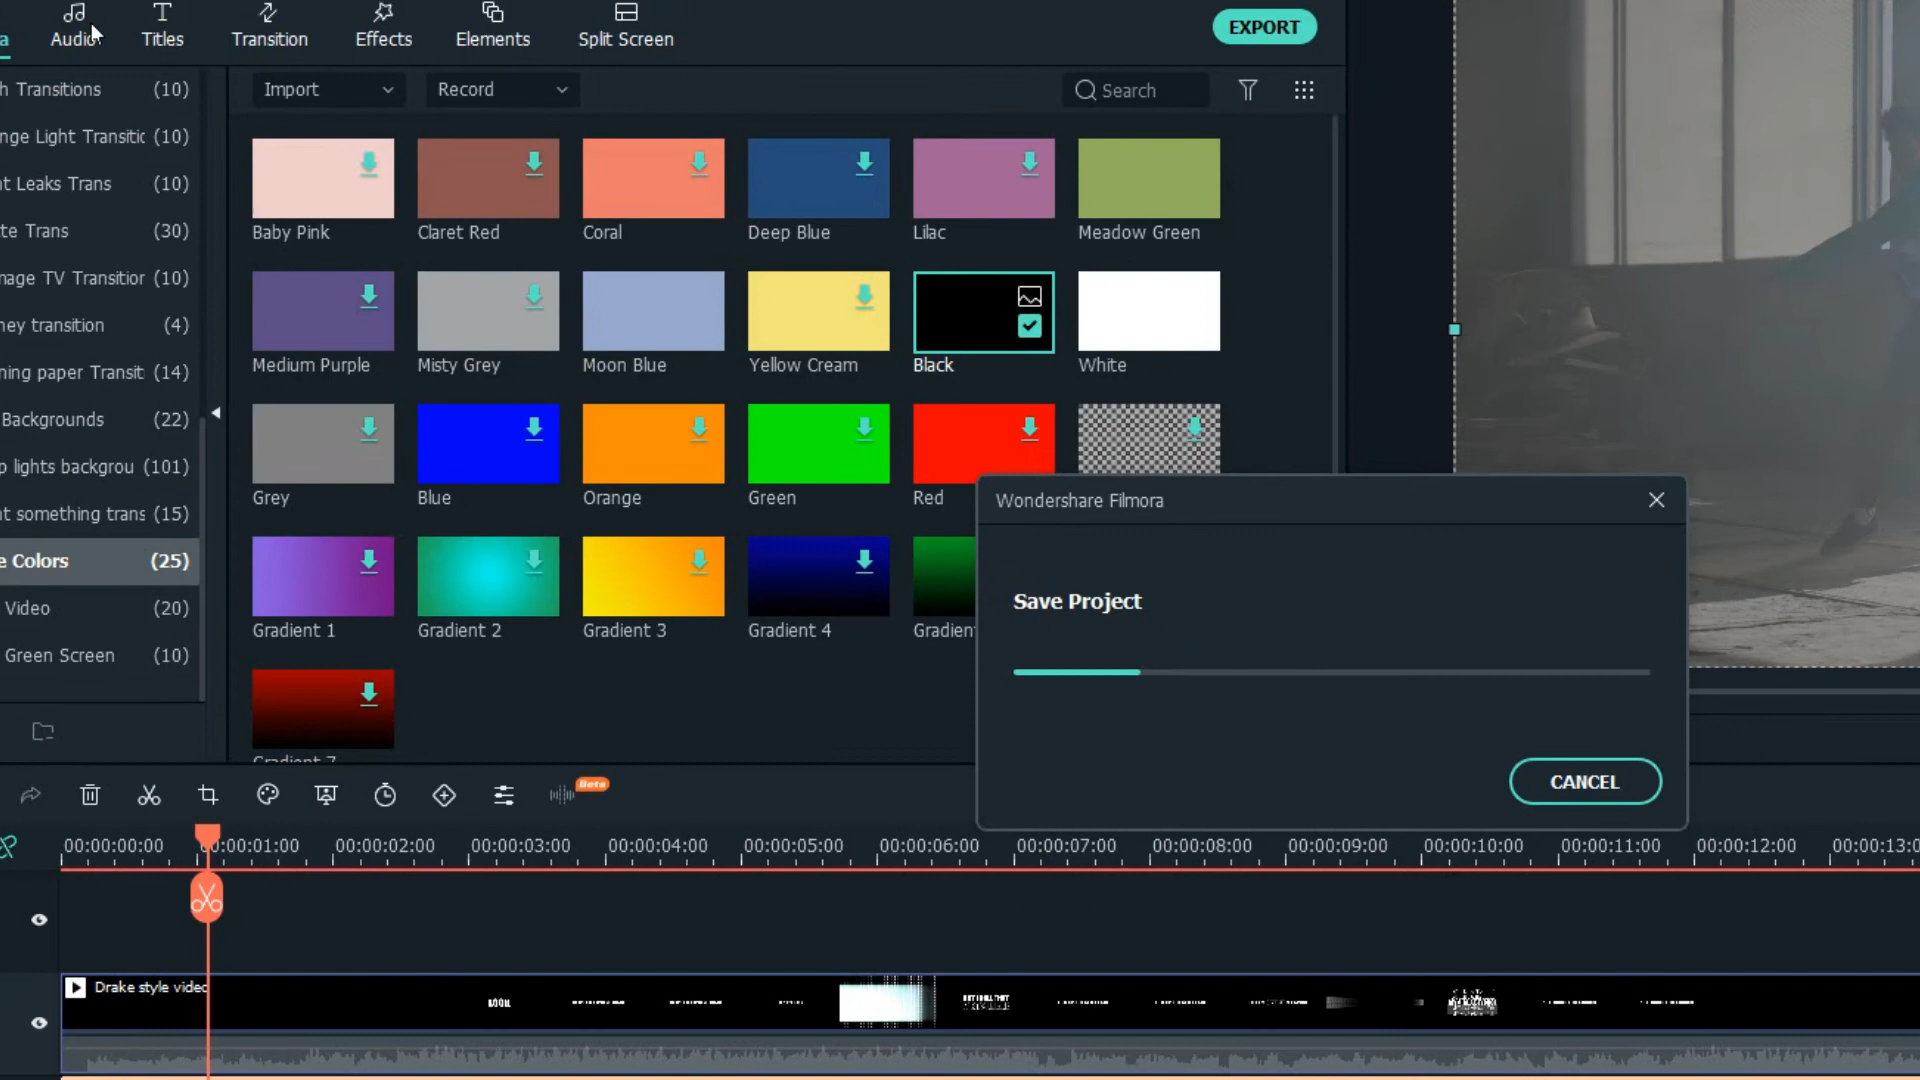 a
Audio
Titles
Transition
Effects
Elements
Split Screen
EXPORT
h Transitions (10)
nge Light Transitic (10)
t Leaks Trans (10)
te Trans (30)
mage TV Transitior (10)
ney transition (4)
ning paper Transit (14)
Backgrounds (22)
p lights backgrou (101)
t something trans (15)
e Colors (25)
Video (20)
Green Screen (10)
Import
Record
Search
Baby Pink
Claret Red
Coral
Deep Blue
Lilac
Meadow Green
Medium Purple
Misty Grey
Moon Blue
Yellow Cream
Black
White
Grey
Blue
Orange
Green
Red
Gradient 1
Gradient 2
Gradient 3
Gradient 4
Gradien
Gradient 7
Wondershare Filmora
Save Project
CANCEL
Beta
00:00:00:00
00:00:01:00
00:00:02:00
00:00:03:00
00:00:04:00
00:00:05:00
00:00:06:00
00:00:07:00
00:00:08:00
00:00:09:00
00:00:10:00
00:00:11:00
00:00:12:00
00:00:13:0
Drake style video